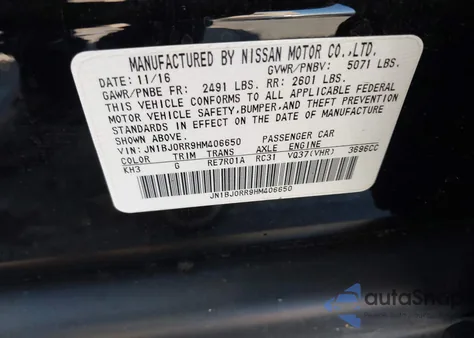 MANUFACTURED BY NISSAN MOTOR CO.,LTD.
DATE: 11/16 GVWR/PNBV: 5071 LBS.
GAWR/PNBE FR: 2491 LBS. RR: 2601 LBS.
THIS VEHICLE CONFORMS TO ALL APPLICABLE FEDERAL
MOTOR VEHICLE SAFETY,BUMPER,AND THEFT PREVENTION
STANDARDS IN EFFECT ON THE DATE OF MANUFACTURE
SHOWN ABOVE.
VIN: JN1BJ0RR9HM406650 PASSENGER CAR
COLOR TRIM TRANS AXLE ENGINE
KH3 G RE7R01A RC31 VQ37(VHR) 3696CC
JN1BJ0RR9HM406650
autoSnap